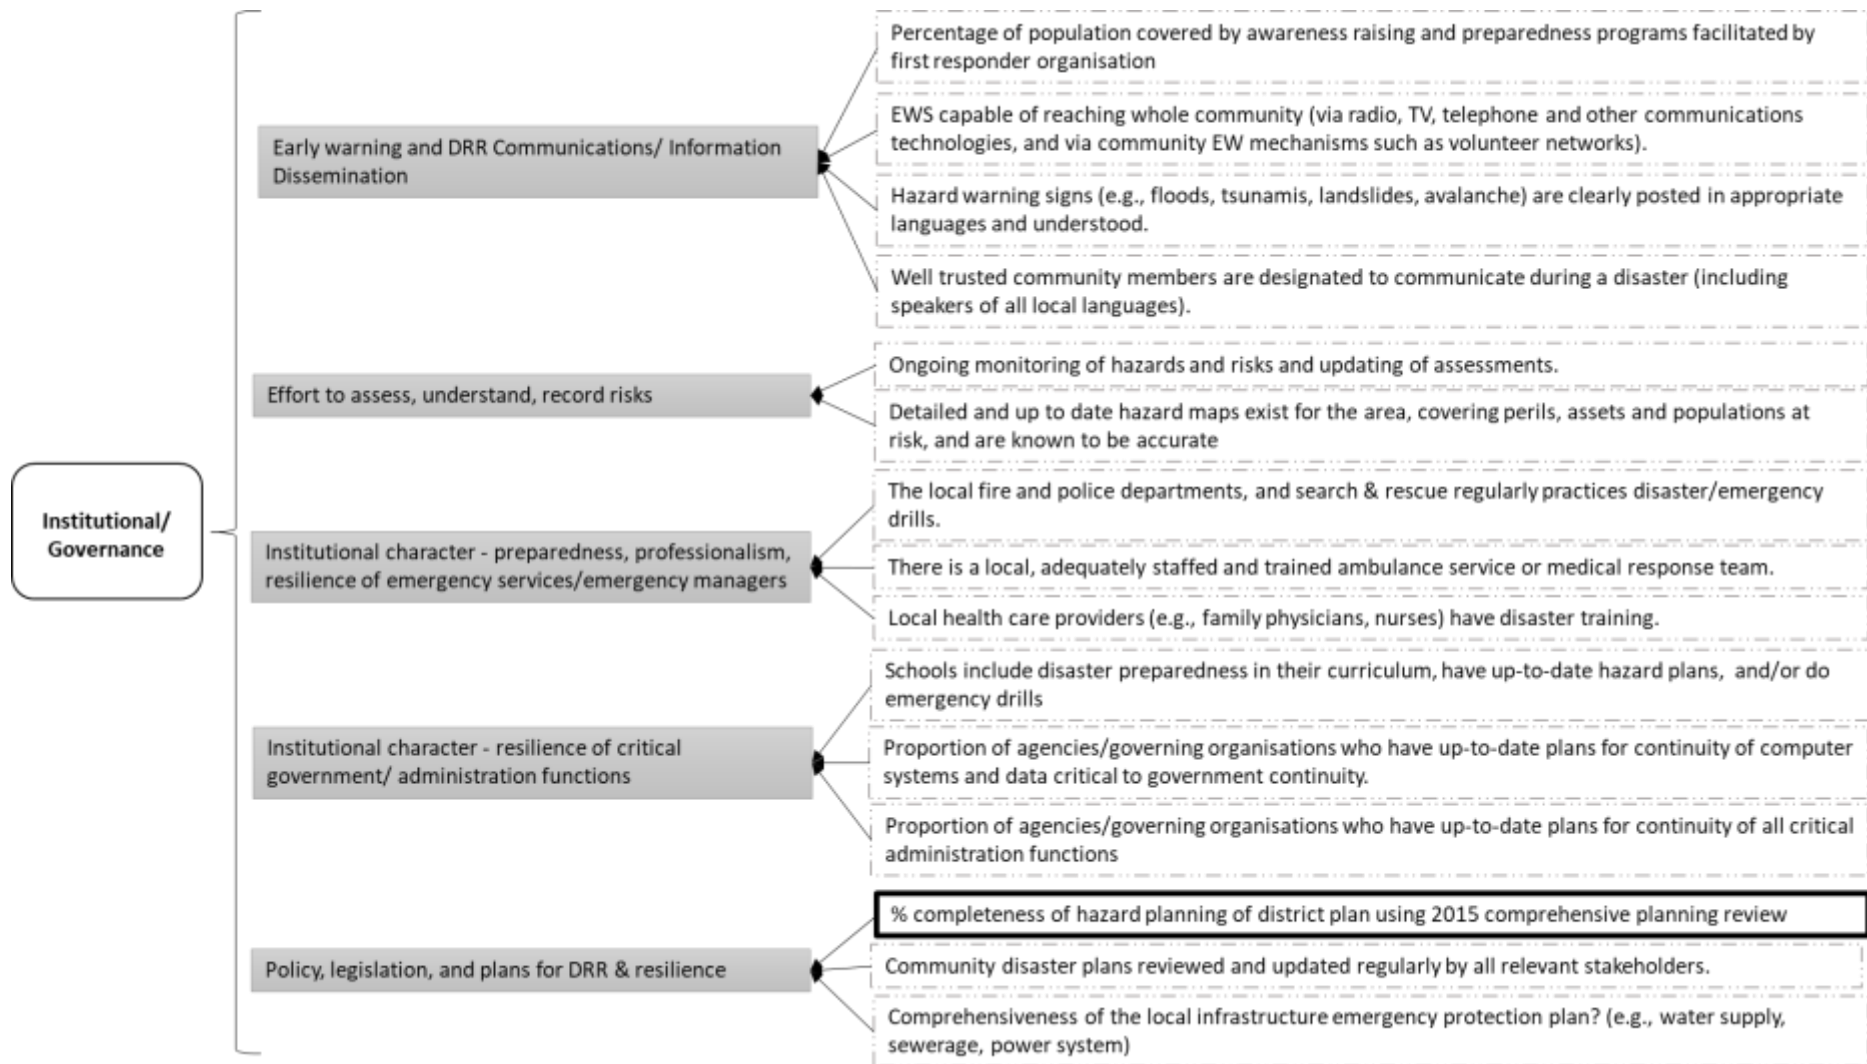 Institutional/
Governance
Early warning and DRR Communications/ Information
Dissemination
Percentage of population covered by awareness raising and preparedness programs facilitated by
first responder organisation
EWS capable of reaching whole community (via radio, TV, telephone and other communications
technologies, and via community EW mechanisms such as volunteer networks).
Hazard warning signs (e.g., floods, tsunamis, landslides, avalanche) are clearly posted in appropriate
languages and understood.
Well trusted community members are designated to communicate during a disaster (including
speakers of all local languages).
Effort to assess, understand, record risks
Ongoing monitoring of hazards and risks and updating of assessments.
Detailed and up to date hazard maps exist for the area, covering perils, assets and populations at
risk, and are known to be accurate
Institutional character - preparedness, professionalism,
resilience of emergency services/emergency managers
The local fire and police departments, and search & rescue regularly practices disaster/emergency
drills.
There is a local, adequately staffed and trained ambulance service or medical response team.
Local health care providers (e.g., family physicians, nurses) have disaster training.
Institutional character - resilience of critical
government/ administration functions
Schools include disaster preparedness in their curriculum, have up-to-date hazard plans, and/or do
emergency drills
Proportion of agencies/governing organisations who have up-to-date plans for continuity of computer
systems and data critical to government continuity.
Proportion of agencies/governing organisations who have up-to-date plans for continuity of all critical
administration functions
Policy, legislation, and plans for DRR & resilience
% completeness of hazard planning of district plan using 2015 comprehensive planning review
Community disaster plans reviewed and updated regularly by all relevant stakeholders.
Comprehensiveness of the local infrastructure emergency protection plan? (e.g., water supply,
sewerage, power system)